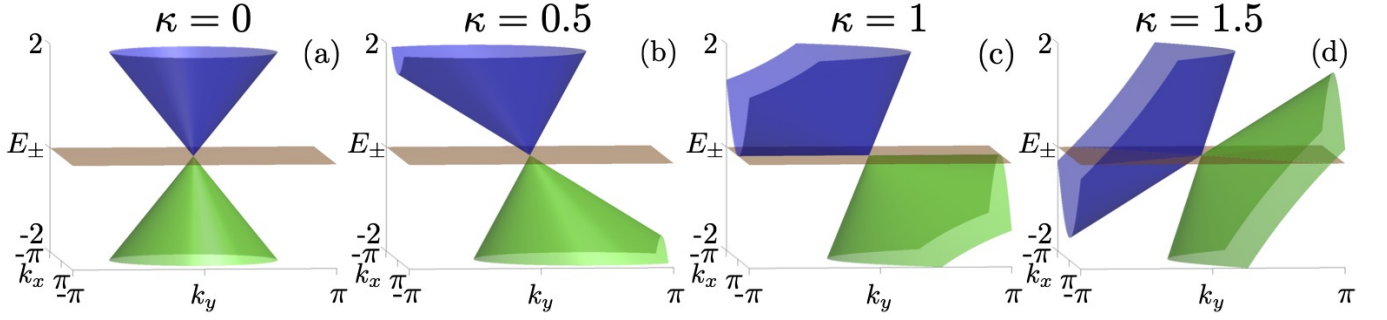 κ = 0
κ = 0.5
κ = 1
κ = 1.5
2
(a)
2
(b)
2
(c)
2
(d)
E±
E±
E±
E±
-2
-π
kx
π
-π
ky
π
-2
-π
kx
π
-π
ky
π
-2
-π
kx
π
-π
ky
π
-2
-π
kx
π
-π
ky
π